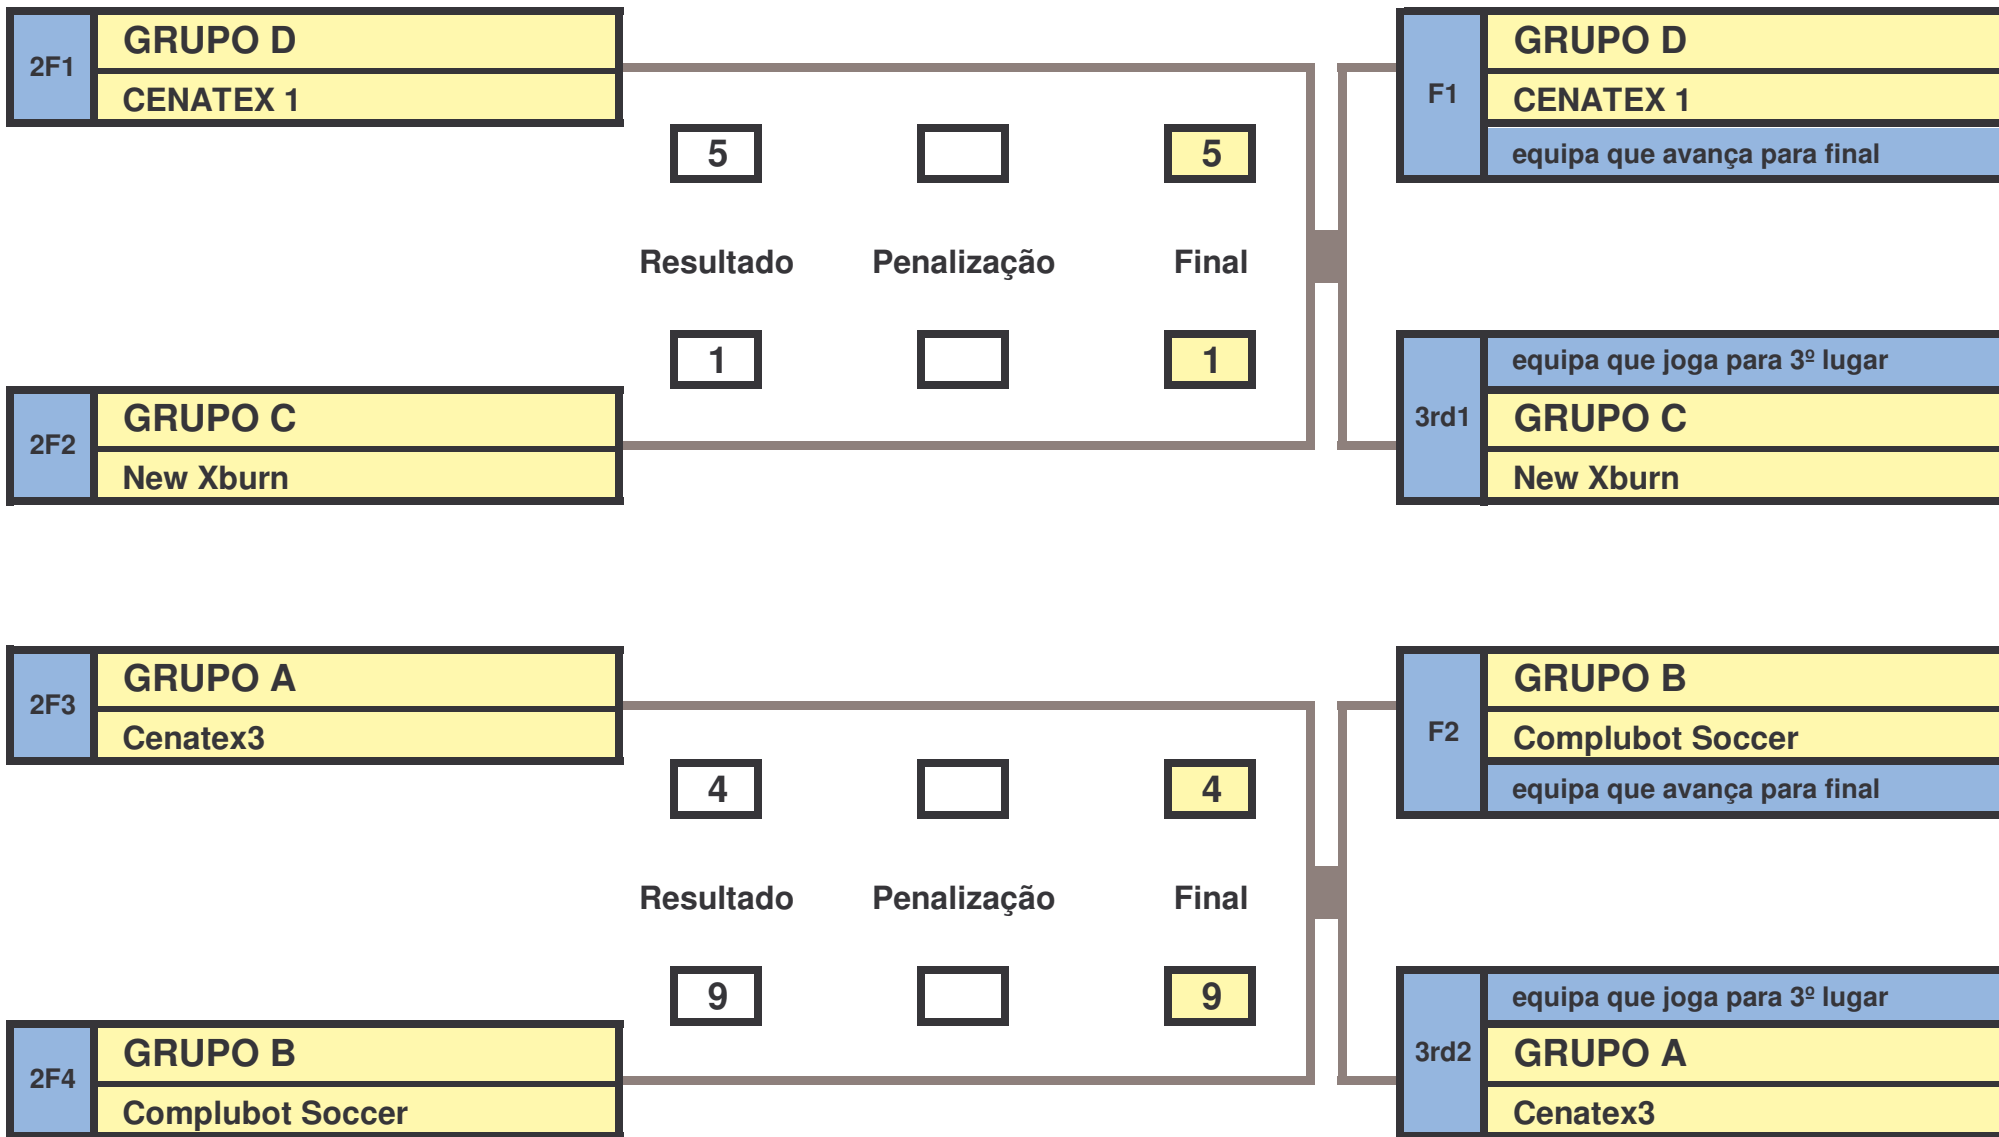 2F1
GRUPO D
CENATEX 1
5
5
Resultado Penalização Final
1
1
2F2
GRUPO C
New Xburn
F1
GRUPO D
CENATEX 1
equipa que avança para final
3rd1
equipa que joga para 3º lugar
GRUPO C
New Xburn
2F3
GRUPO A
Cenatex3
4
4
Resultado Penalização Final
9
9
2F4
GRUPO B
Complubot Soccer
F2
GRUPO B
Complubot Soccer
equipa que avança para final
3rd2
equipa que joga para 3º lugar
GRUPO A
Cenatex3